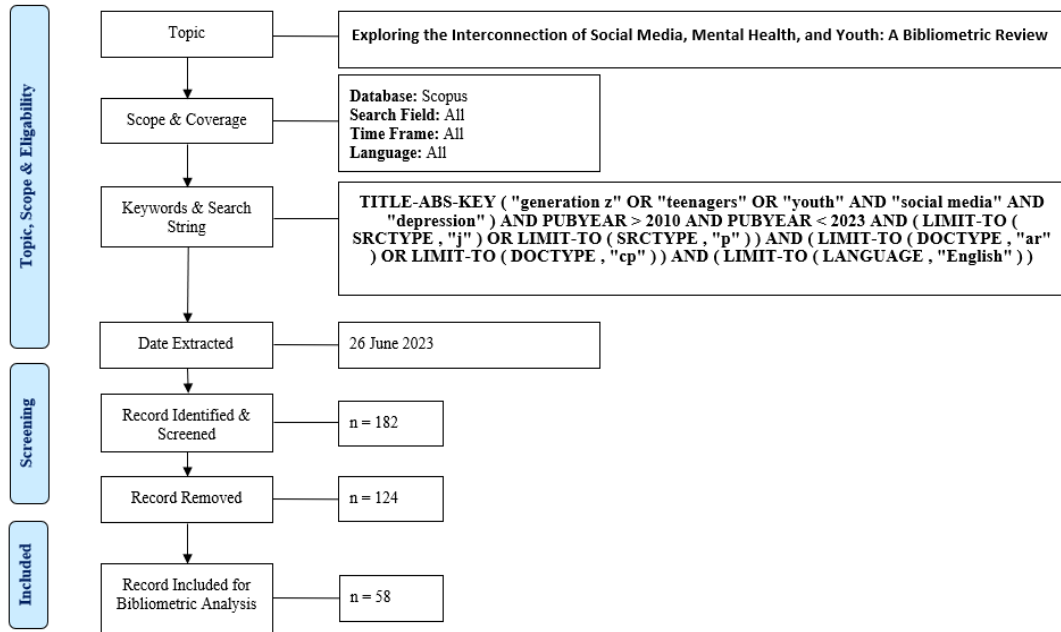 Topic, Scope & Eligability
Topic
Exploring the Interconnection of Social Media, Mental Health, and Youth: A Bibliometric Review
Scope & Coverage
Database: Scopus
Search Field: All
Time Frame: All
Language: All
Keywords & Search
String
TITLE-ABS-KEY ( "generation z" OR "teenagers" OR "youth" AND "social media" AND
"depression" ) AND PUBYEAR > 2010 AND PUBYEAR < 2023 AND ( LIMIT-TO (
SRCTYPE , "j" ) OR LIMIT-TO ( SRCTYPE , "p" ) ) AND ( LIMIT-TO ( DOCTYPE , "ar"
) OR LIMIT-TO ( DOCTYPE , "cp" ) ) AND ( LIMIT-TO ( LANGUAGE , "English" ) )
Date Extracted
26 June 2023
Screening
Record Identified &
Screened
n = 182
Record Removed
n = 124
Included
Record Included for
Bibliometric Analysis
n = 58